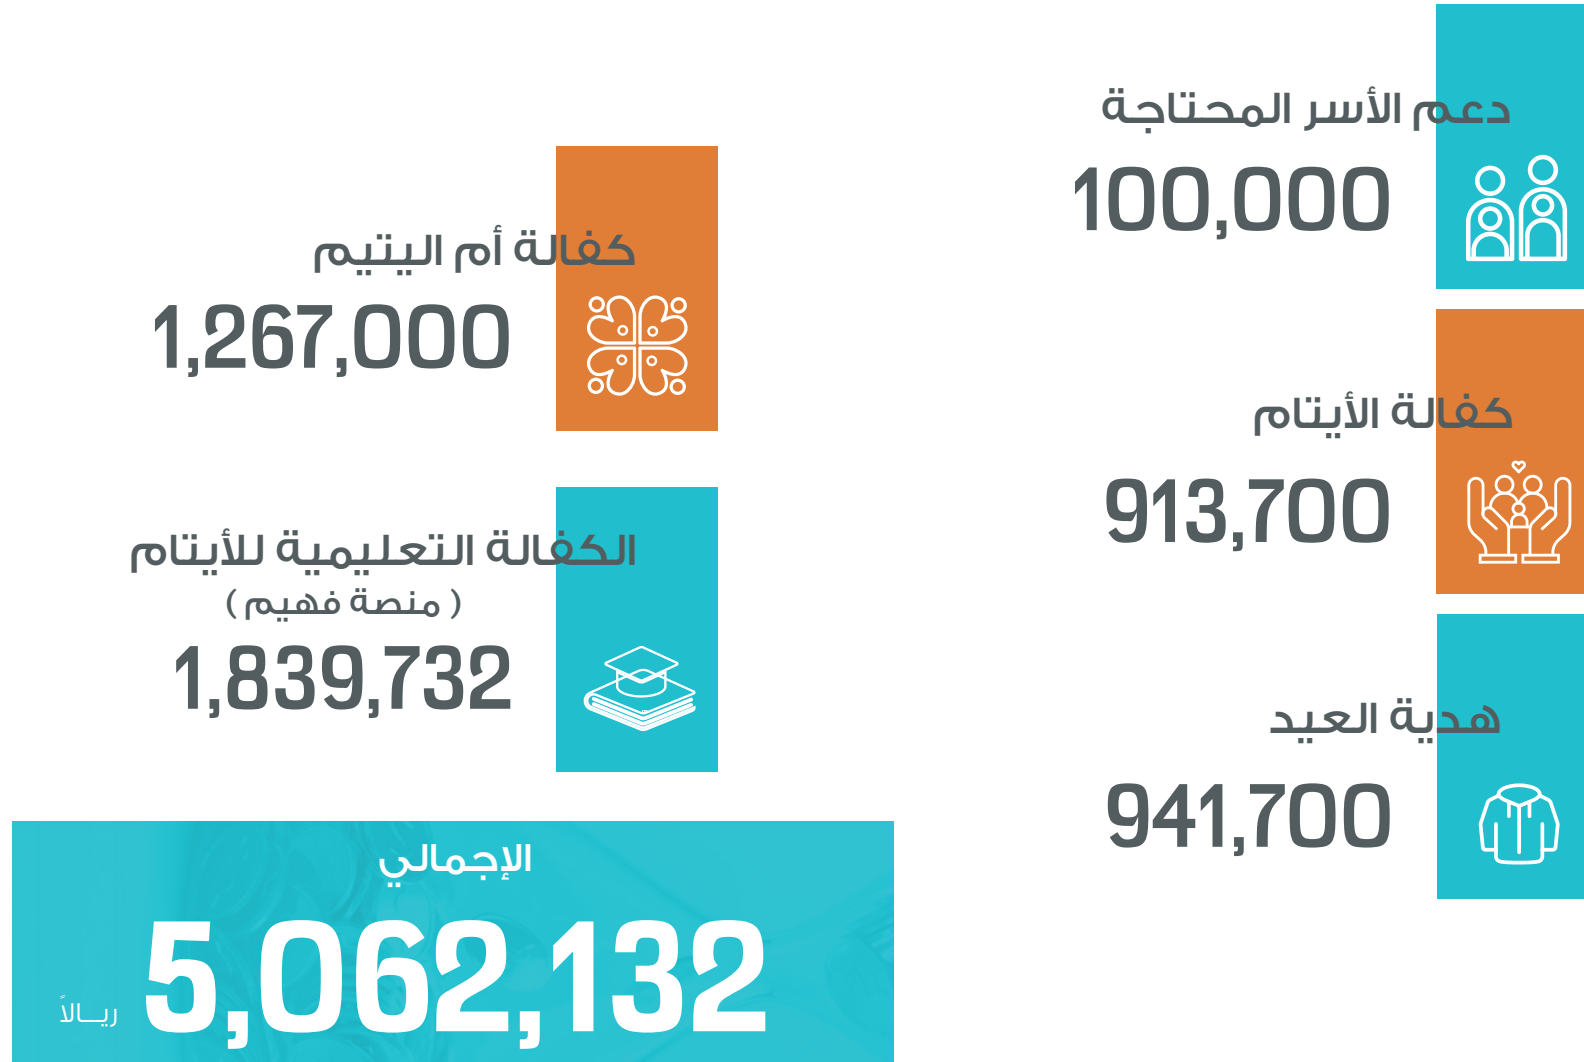 دعم الأسر المحتاجة
100,000
كفالة الأيتام
913,700
هدية العيد
941,700
كفالة أم اليتيم
1,267,000
الكفالة التعليمية للأيتام
( منصة فهيم )
1,839,732
الإجمالي
5,062,132 ريـــالاً